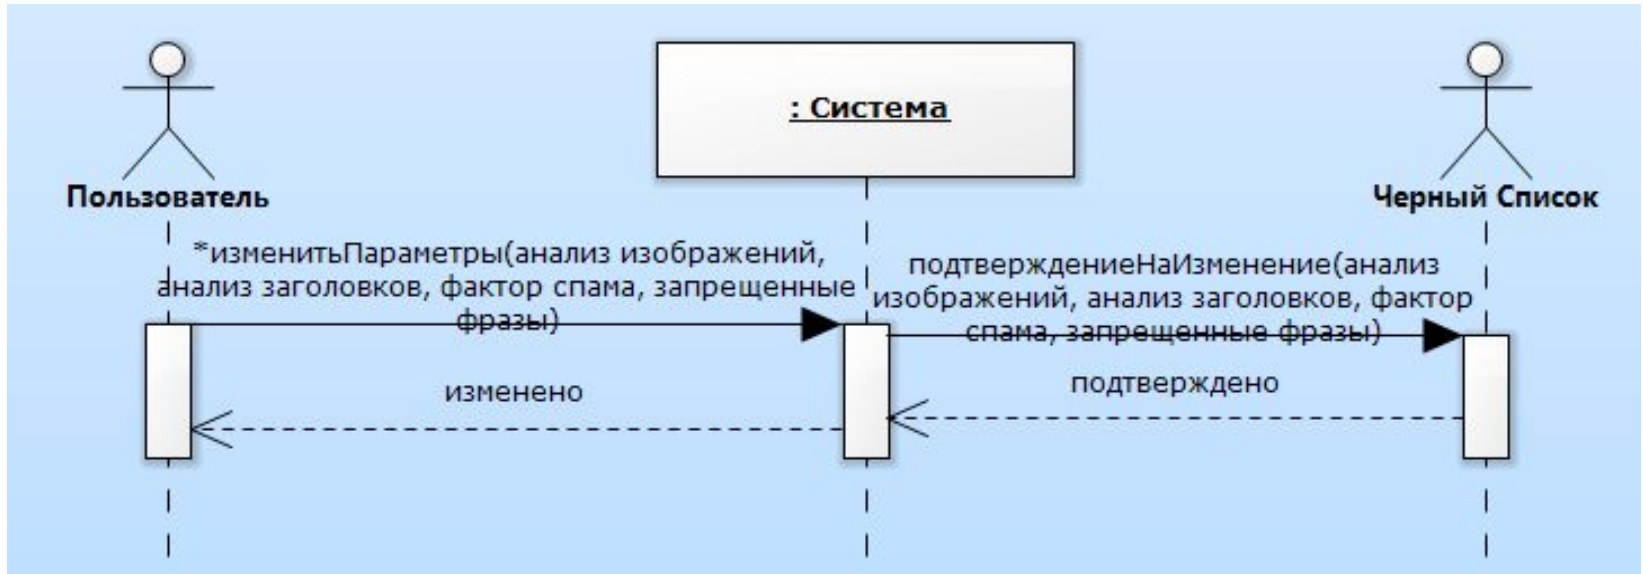 : Система
Пользователь
Черный Список
*изменитьПараметры(анализ изображений,
анализ заголовков, фактор спама, запрещенные
фразы)
подтверждениеНаИзменение(анализ
изображений, анализ заголовков, фактор
спама, запрещенные фразы)
изменено
подтверждено